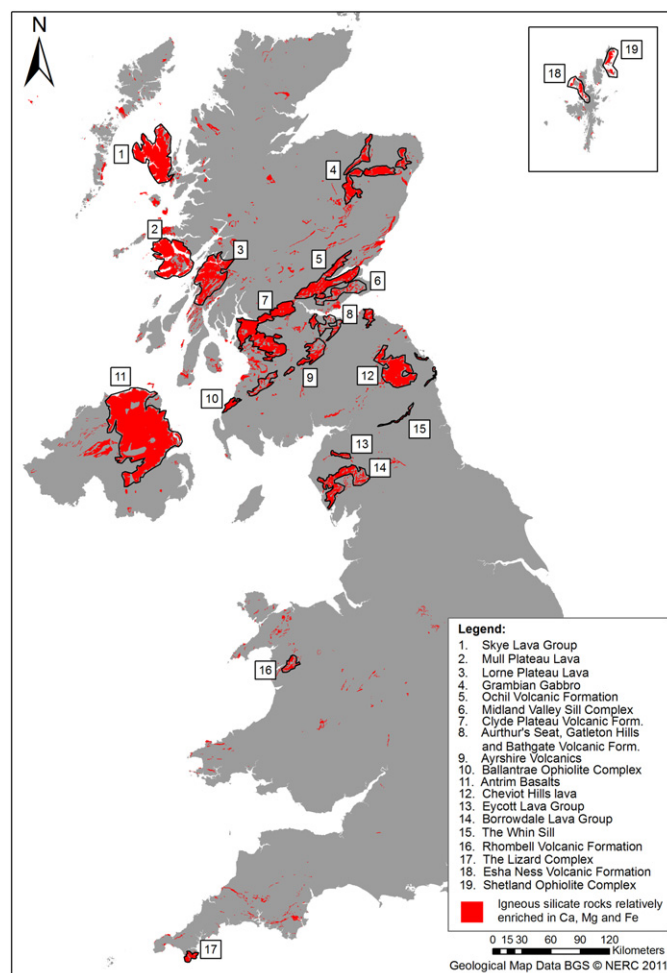 N
18
19
1
4
2
3
5
6
7
8
9
10
11
12
15
13
14
16
17
Legend:
1. Skye Lava Group
2. Mull Plateau Lava
3. Lorne Plateau Lava
4. Grambian Gabbro
5. Ochil Volcanic Formation
6. Midland Valley Sill Complex
7. Clyde Plateau Volcanic Form.
8. Aurthur's Seat, Gatleton Hills
and Bathgate Volcanic Form.
9. Ayrshire Volcanics
10. Ballantrae Ophiolite Complex
11. Antrim Basalts
12. Cheviot Hills lava
13. Eycott Lava Group
14. Borrowdale Lava Group
15. The Whin Sill
16. Rhombell Volcanic Formation
17. The Lizard Complex
18. Esha Ness Volcanic Formation
19. Shetland Ophiolite Complex
Igneous silicate rocks relatively
enriched in Ca, Mg and Fe
0 15 30 60 90 120
Kilometers
Geological Map Data BGS © NERC 2011